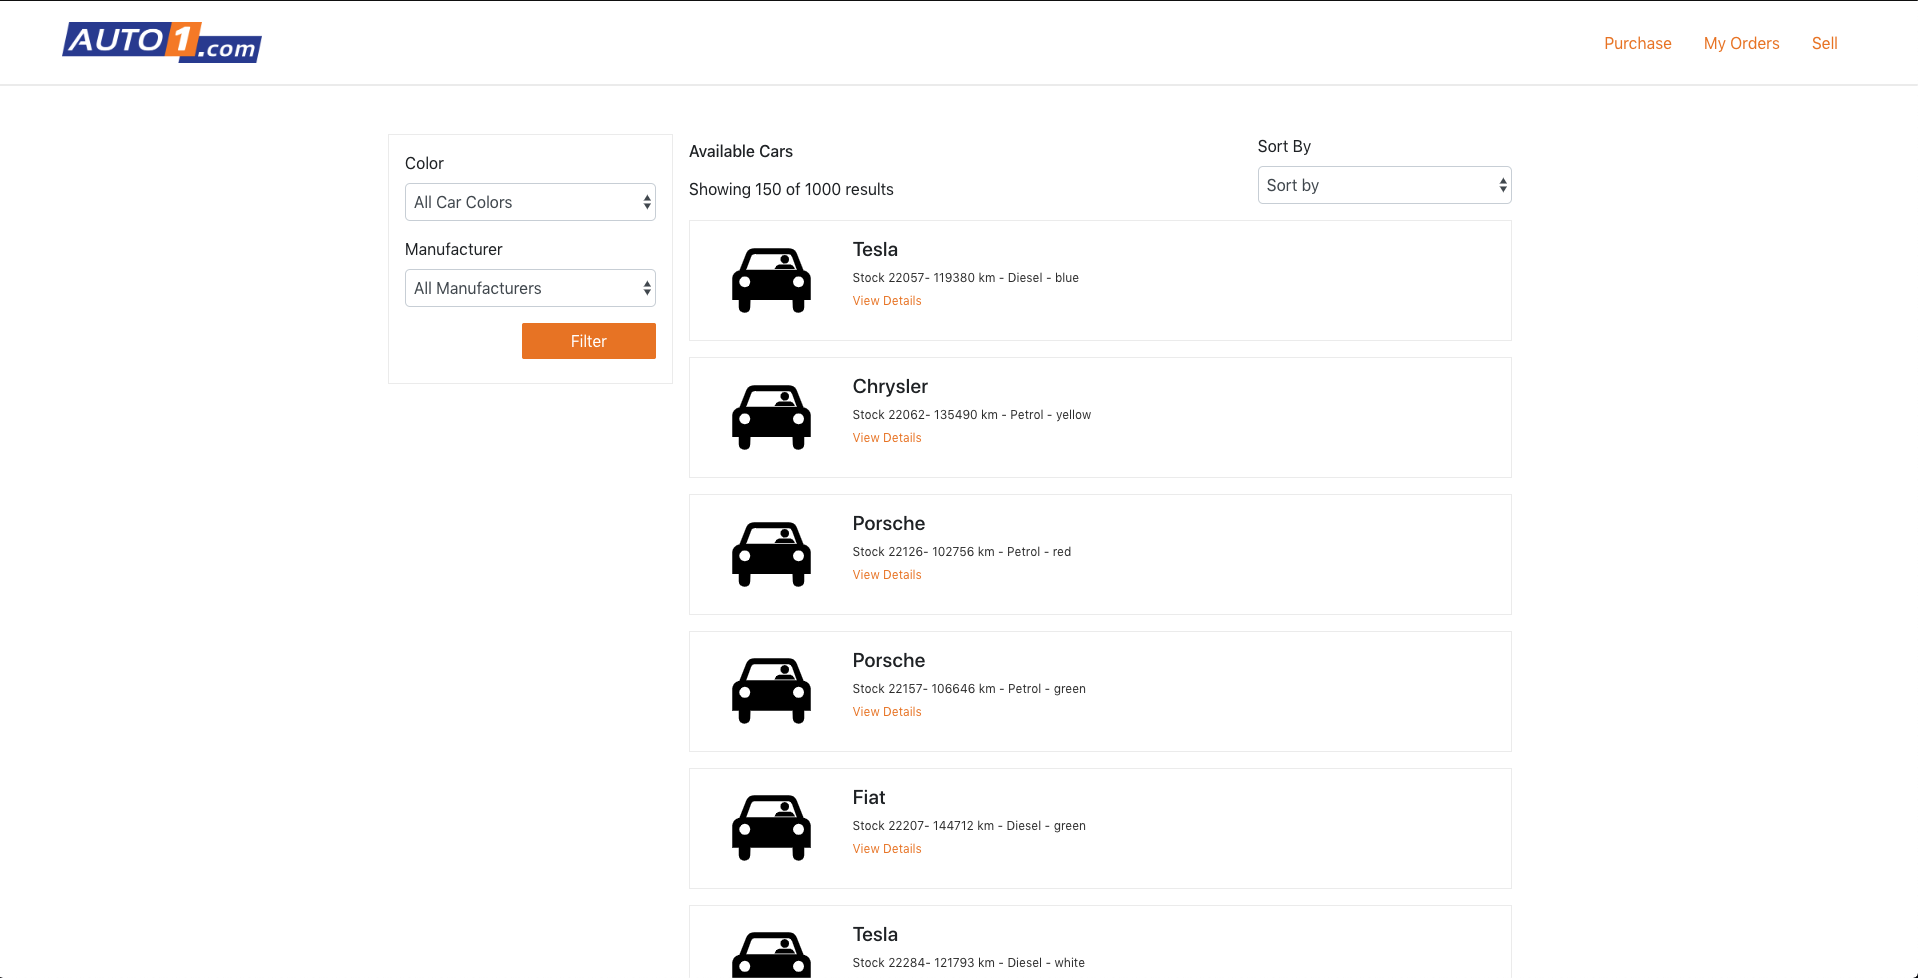 AUTO1.com
Purchase My Orders Sell
Color
All Car Colors
Manufacturer
All Manufacturers
Filter
Available Cars
Showing 150 of 1000 results
Sort By
Sort by
Tesla
Stock 22057- 119380 km - Diesel - blue
View Details
Chrysler
Stock 22062- 135490 km - Petrol - yellow
View Details
Porsche
Stock 22126- 102756 km - Petrol - red
View Details
Porsche
Stock 22157- 106646 km - Petrol - green
View Details
Fiat
Stock 22207- 144712 km - Diesel - green
View Details
Tesla
Stock 22284- 121793 km - Diesel - white